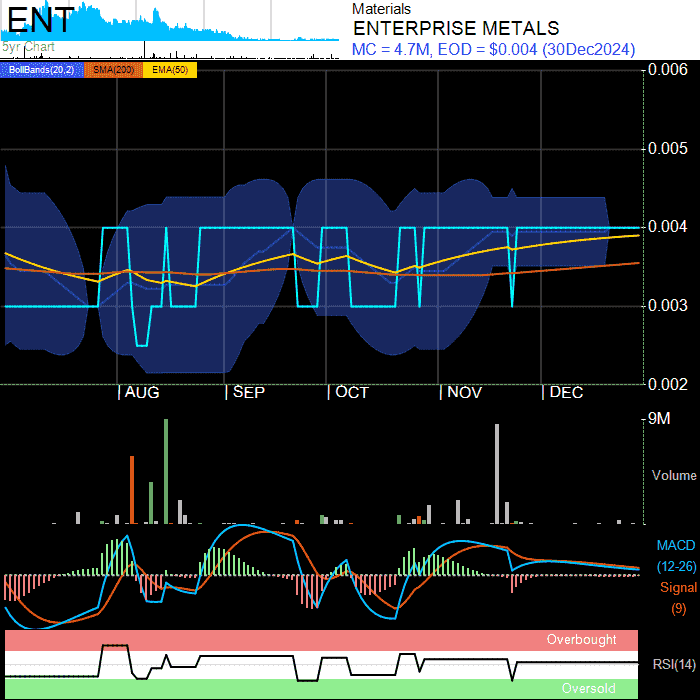 ENT
5yr Chart
Materials
ENTERPRISE METALS
MC = 4.7M, EOD = $0.004 (30Dec2024)
BollBands(20,2) SMA(200) EMA(50)
0.006
0.005
0.004
0.003
0.002
AUG SEP OCT NOV DEC
9M
Volume
MACD
(12-26)
Signal
(9)
Overbought
RSI(14)
Oversold